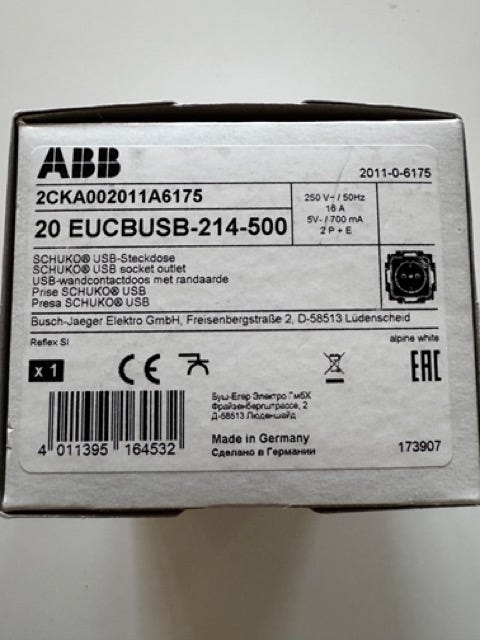 ABB
2011-0-6175
2CKA002011A6175
20 EUCBUSB-214-500
250 V~ / 50Hz
16 A
5V⎓ / 700 mA
2 P + E
SCHUKO® USB-Steckdose
SCHUKO® USB socket outlet
USB-wandcontactdoos met randaarde
Prise SCHUKO® USB
Presa SCHUKO® USB
Busch-Jaeger Elektro GmbH, Freisenbergstraße 2, D-58513 Lüdenscheid
Reflex SI
alpine white
x 1
CE
EAC
Буш-Егер Электро ГмбХ
Фрайзенбергштрассе, 2
Д-58513 Люденшайд
4 011395 164532
Made in Germany
Сделано в Германии
173907